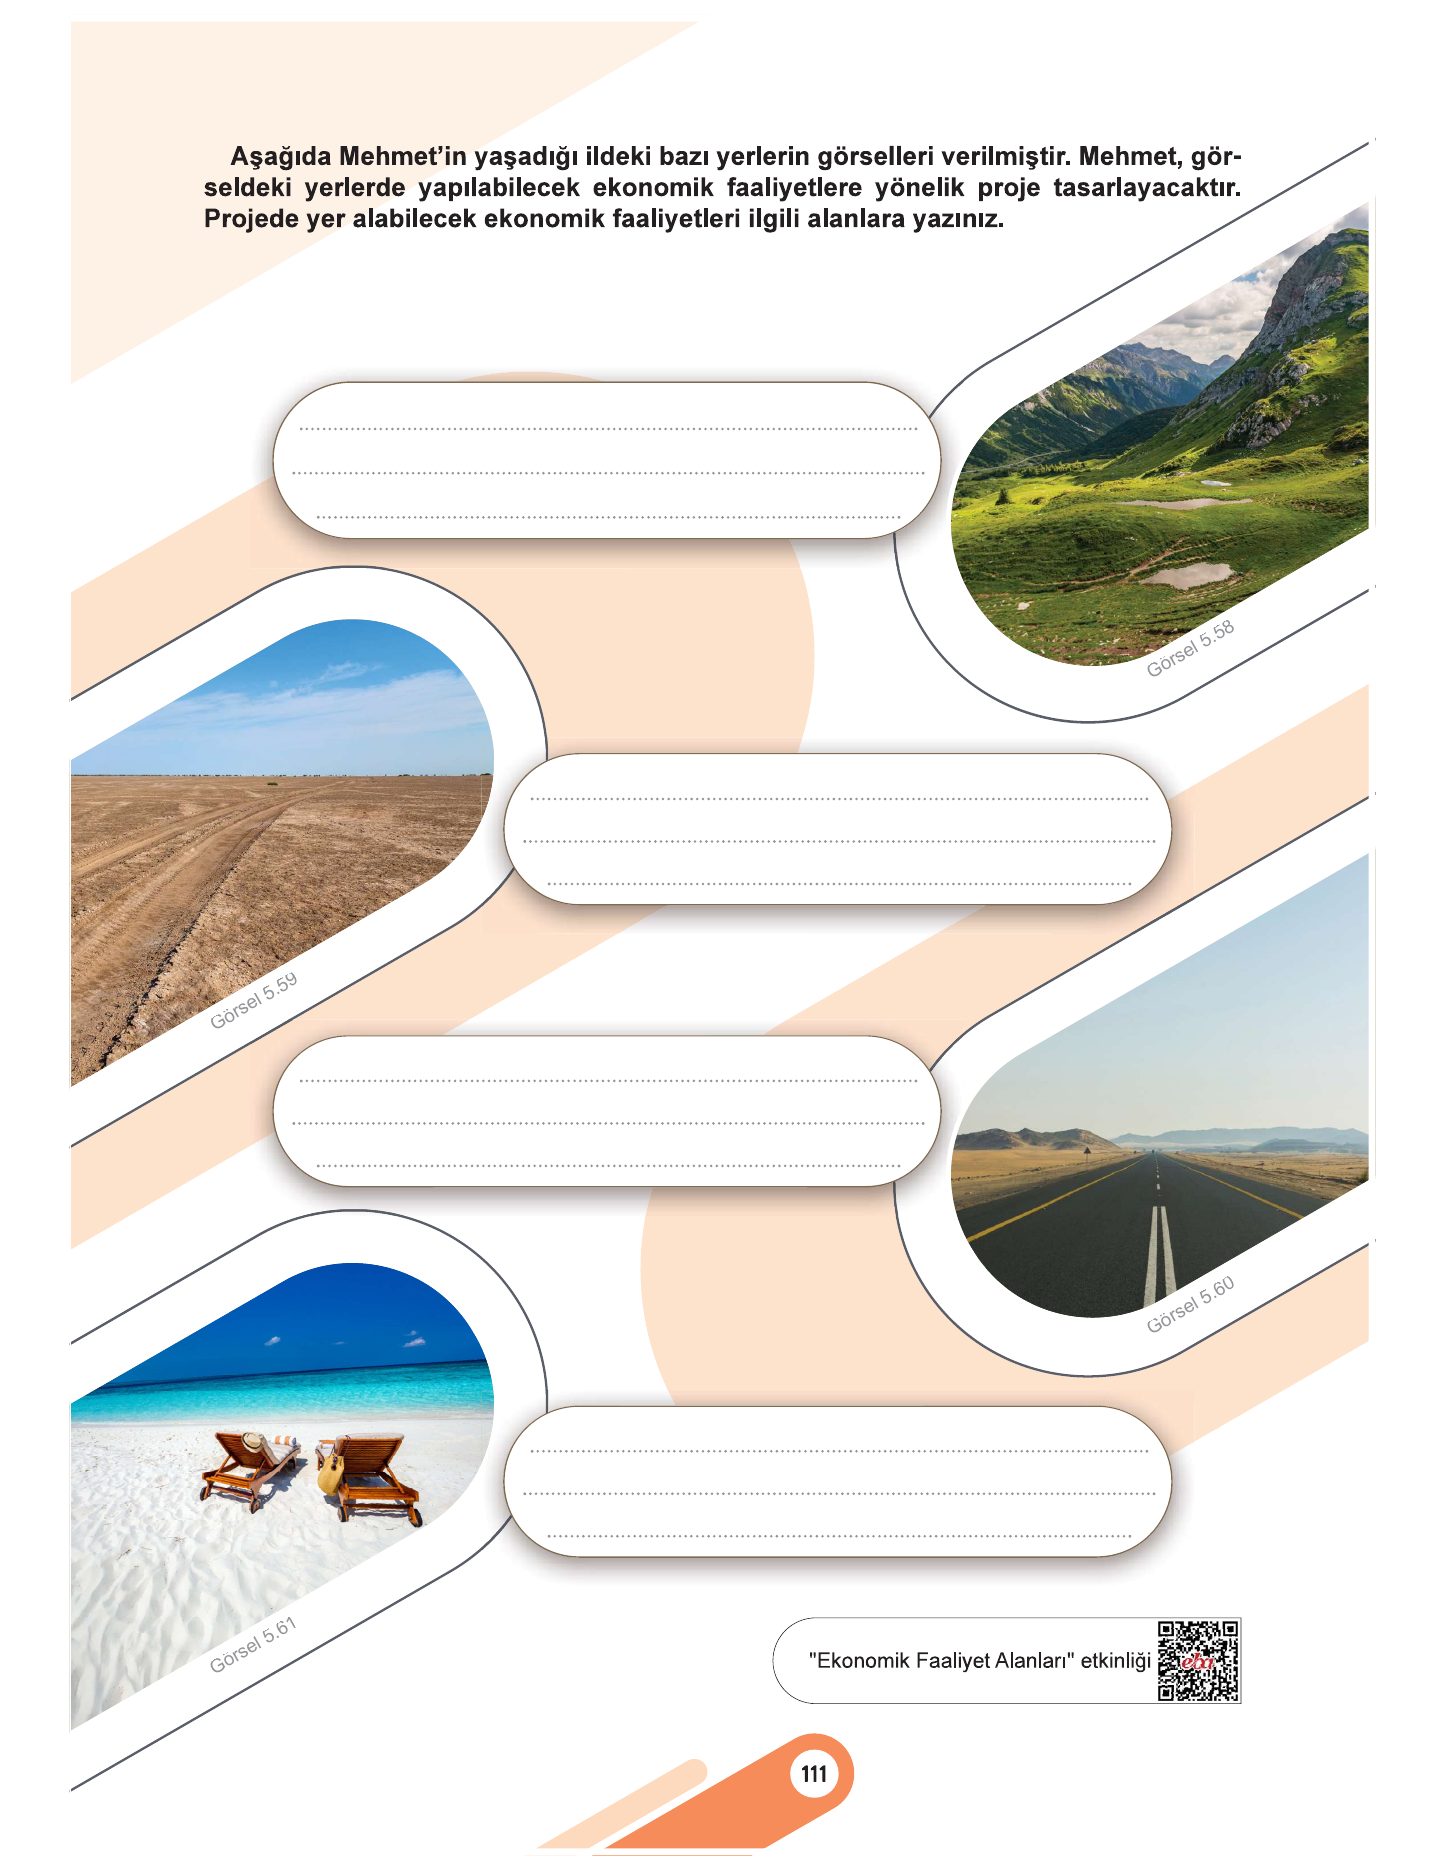 Aşağıda Mehmet’in yaşadığı ildeki bazı yerlerin görselleri verilmiştir. Mehmet, gör-
seldeki yerlerde yapılabilecek ekonomik faaliyetlere yönelik proje tasarlayacaktır.
Projede yer alabilecek ekonomik faaliyetleri ilgili alanlara yazınız.
Görsel 5.58
Görsel 5.59
Görsel 5.60
Görsel 5.61
"Ekonomik Faaliyet Alanları" etkinliği
eba
111